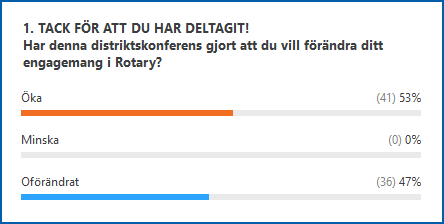 1. TACK FÖR ATT DU HAR DELTAGIT!
Har denna distriktskonferens gjort att du vill förändra ditt
engagemang i Rotary?
Öka (41) 53%
Minska (0) 0%
Oförändrat (36) 47%